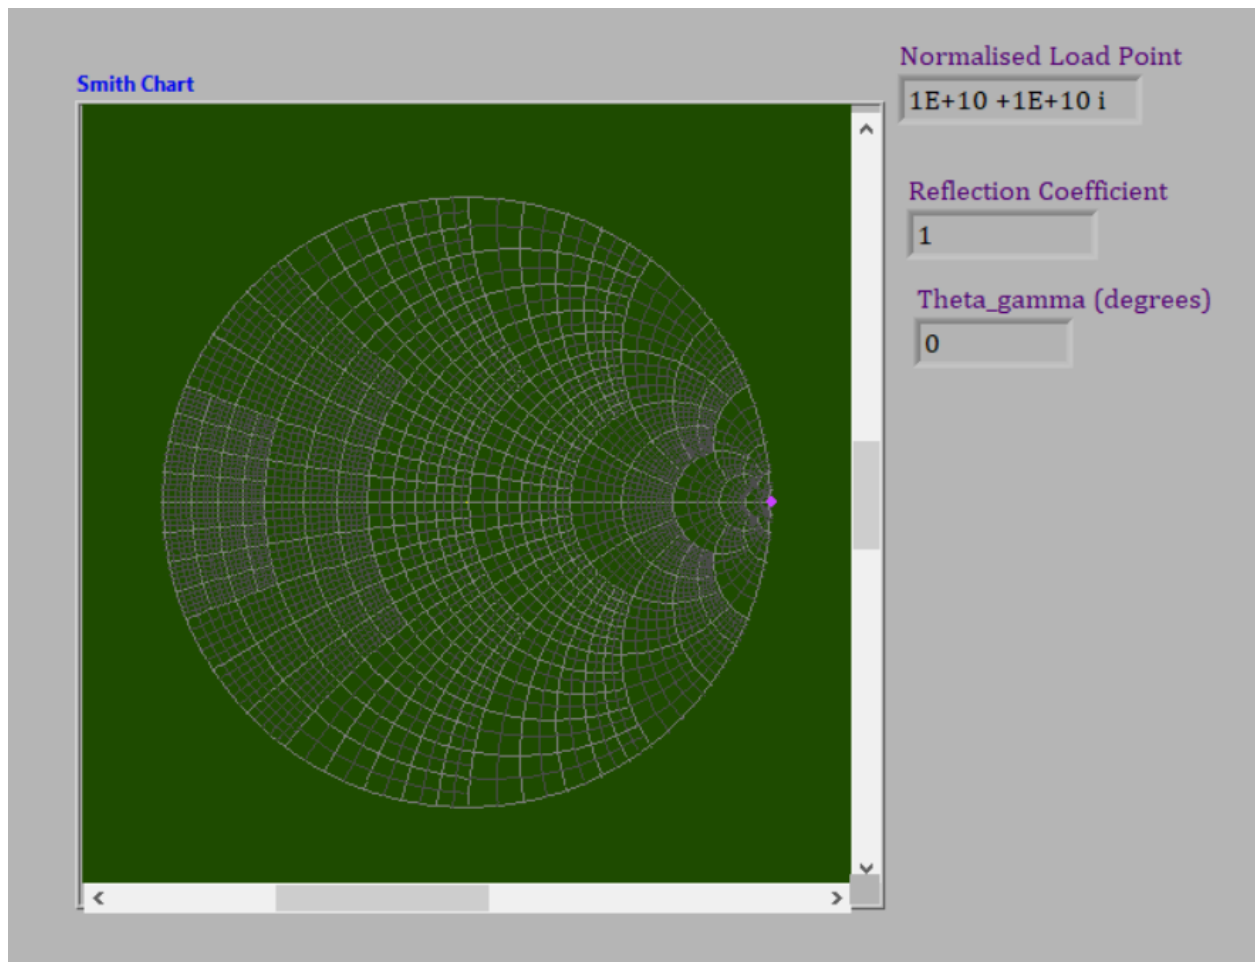 Smith Chart
Normalised Load Point
1E+10 +1E+10 i
Reflection Coefficient
1
Theta_gamma (degrees)
0